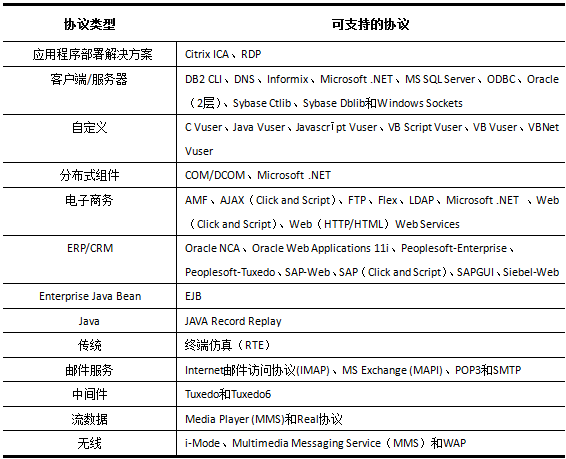 协议类型 可支持的协议
应用程序部署解决方案 Citrix ICA、RDP
客户端/服务器 DB2 CLI、DNS、Informix、Microsoft .NET、MS SQL Server、ODBC、Oracle
（2层）、Sybase Ctlib、Sybase Dblib和Windows Sockets
自定义 C Vuser、Java Vuser、Javascrīpt Vuser、VB Script Vuser、VB Vuser、VBNet
Vuser
分布式组件 COM/DCOM、Microsoft .NET
电子商务 AMF、AJAX（Click and Script）、FTP、Flex、LDAP、Microsoft .NET 、Web
（Click and Script）、Web（HTTP/HTML）Web Services
ERP/CRM Oracle NCA、Oracle Web Applications 11i、Peoplesoft-Enterprise、
Peoplesoft-Tuxedo、SAP-Web、SAP（Click and Script）、SAPGUI、Siebel-Web
Enterprise Java Bean EJB
Java JAVA Record Replay
传统 终端仿真（RTE）
邮件服务 Internet邮件访问协议(IMAP)、MS Exchange (MAPI)、POP3和SMTP
中间件 Tuxedo和Tuxedo6
流数据 Media Player (MMS)和Real协议
无线 i-Mode、Multimedia Messaging Service（MMS）和WAP